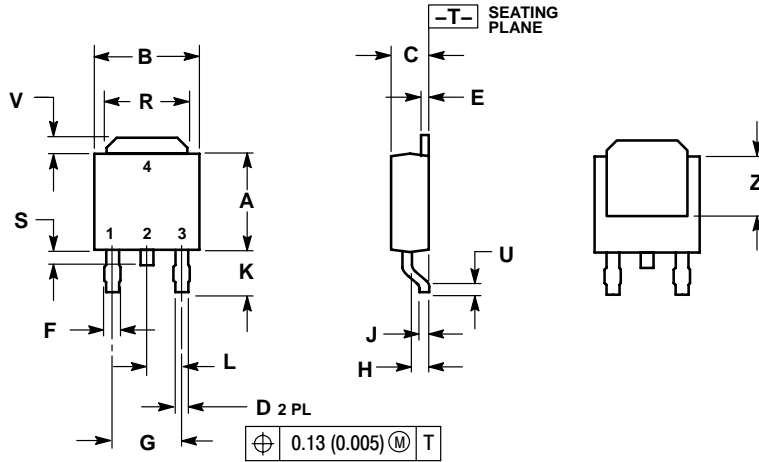 –T– SEATING
PLANE
B
C
V
R
E
4
Z
A
S
1 2 3
U
K
F
J
L
H
D 2 PL
G
⌖ 0.13 (0.005) Ⓜ T